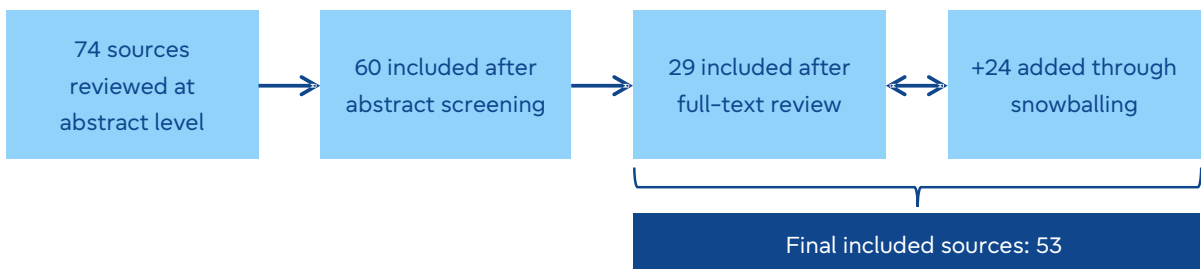 74 sources
reviewed at
abstract level
60 included after
abstract screening
29 included after
full-text review
+24 added through
snowballing
Final included sources: 53